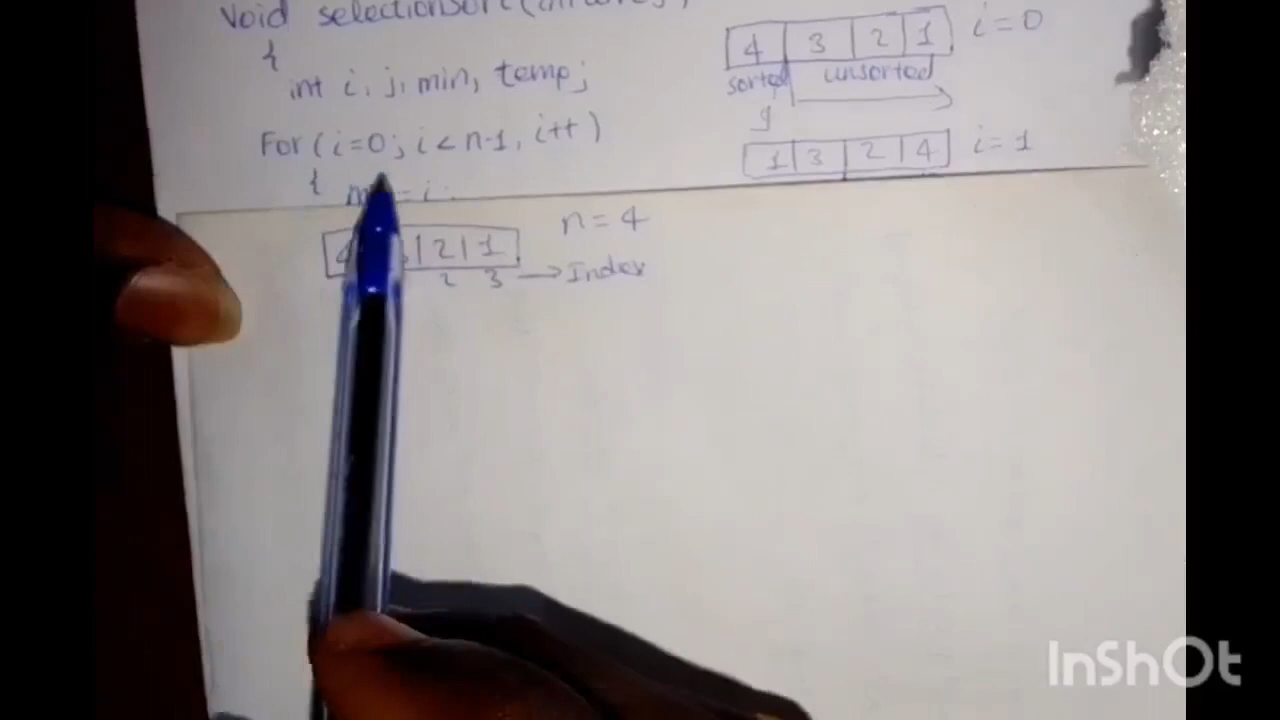 Void
{
int i, j, min, temp;
For (i=0; i < n-1, i++)
{ = i
4 3 2 1 i = 0
sorted unsorted
1 3 2 4 i = 1
n = 4
2 1
2 3 → Index
InShOt